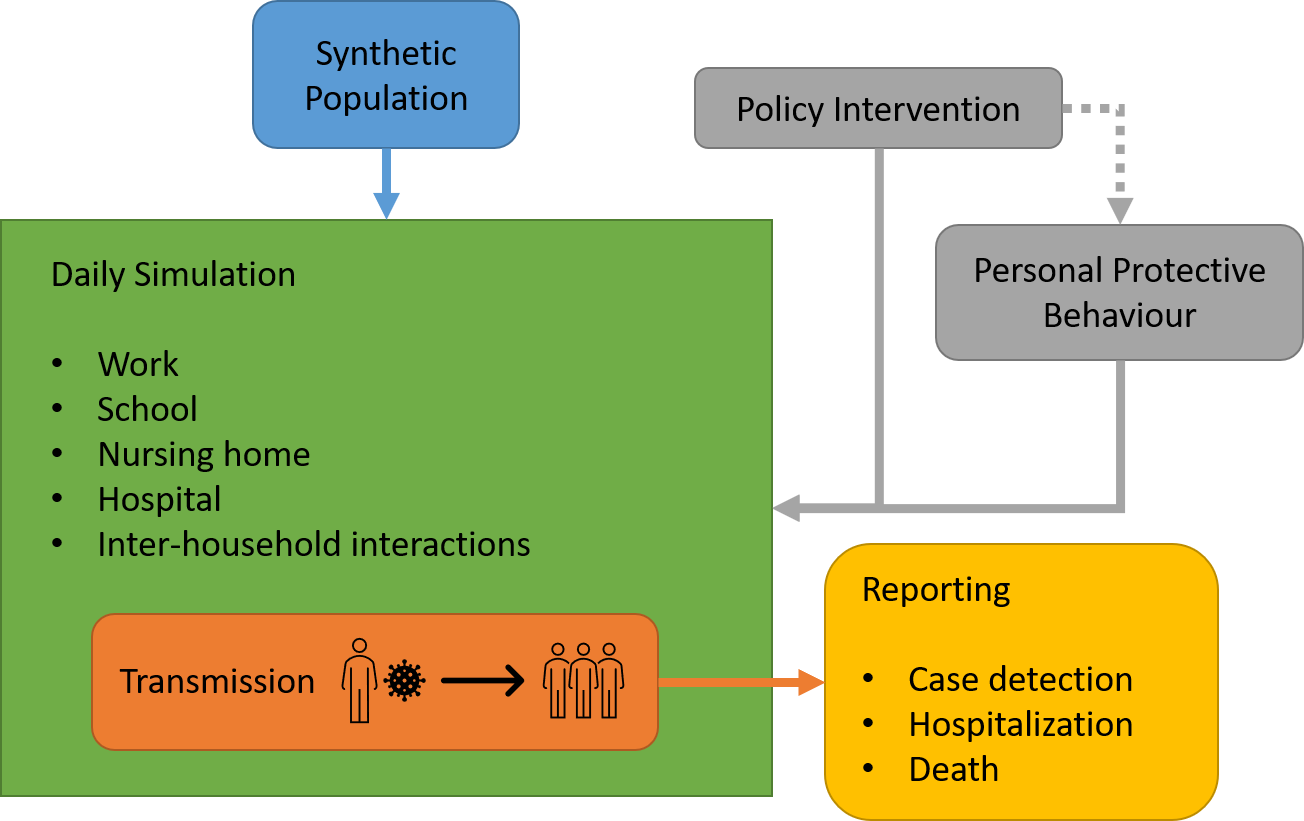 Synthetic
Population
Policy Intervention
Personal Protective
Behaviour
Daily Simulation
• Work
• School
• Nursing home
• Hospital
• Inter-household interactions
Transmission
Reporting
• Case detection
• Hospitalization
• Death